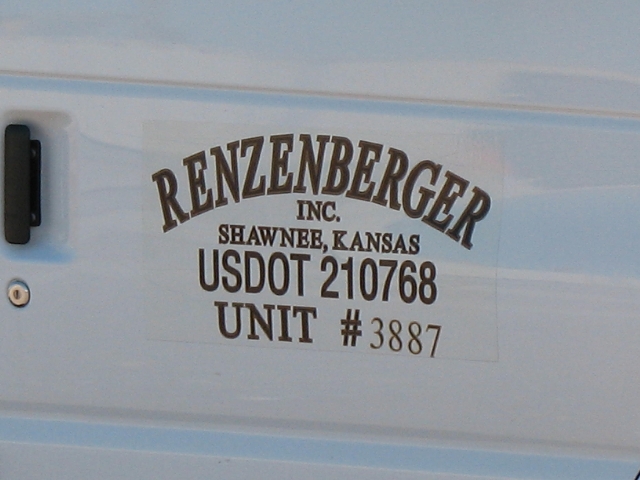 RENZENBERGER
INC.
SHAWNEE, KANSAS
USDOT 210768
UNIT #3887